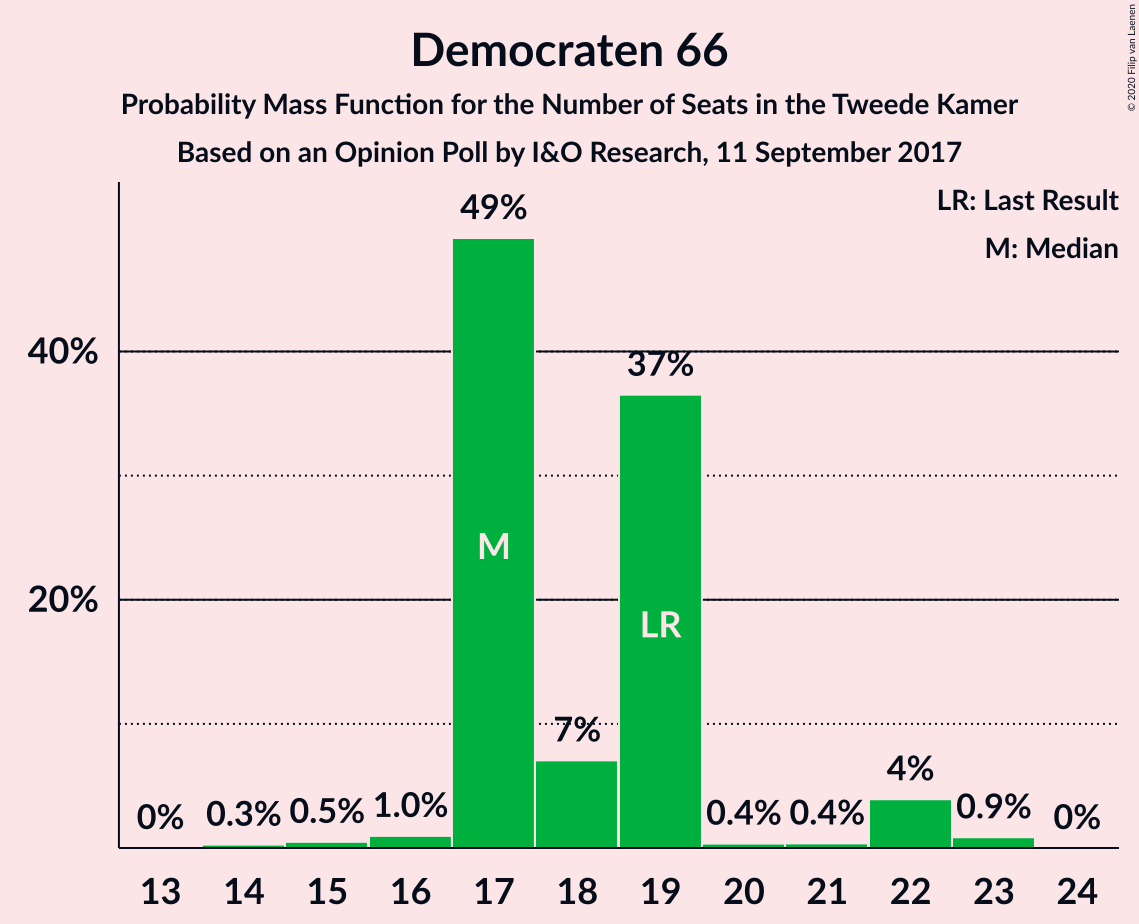 Democraten 66
Probability Mass Function for the Number of Seats in the Tweede Kamer
Based on an Opinion Poll by I&O Research, 11 September 2017
© 2020 Filip van Laenen
LR: Last Result
M: Median
49%
40%
37%
M
20%
LR
7%
4%
0% 0.3% 0.5% 1.0% 0.4% 0.4% 0.9% 0%
13 14 15 16 17 18 19 20 21 22 23 24